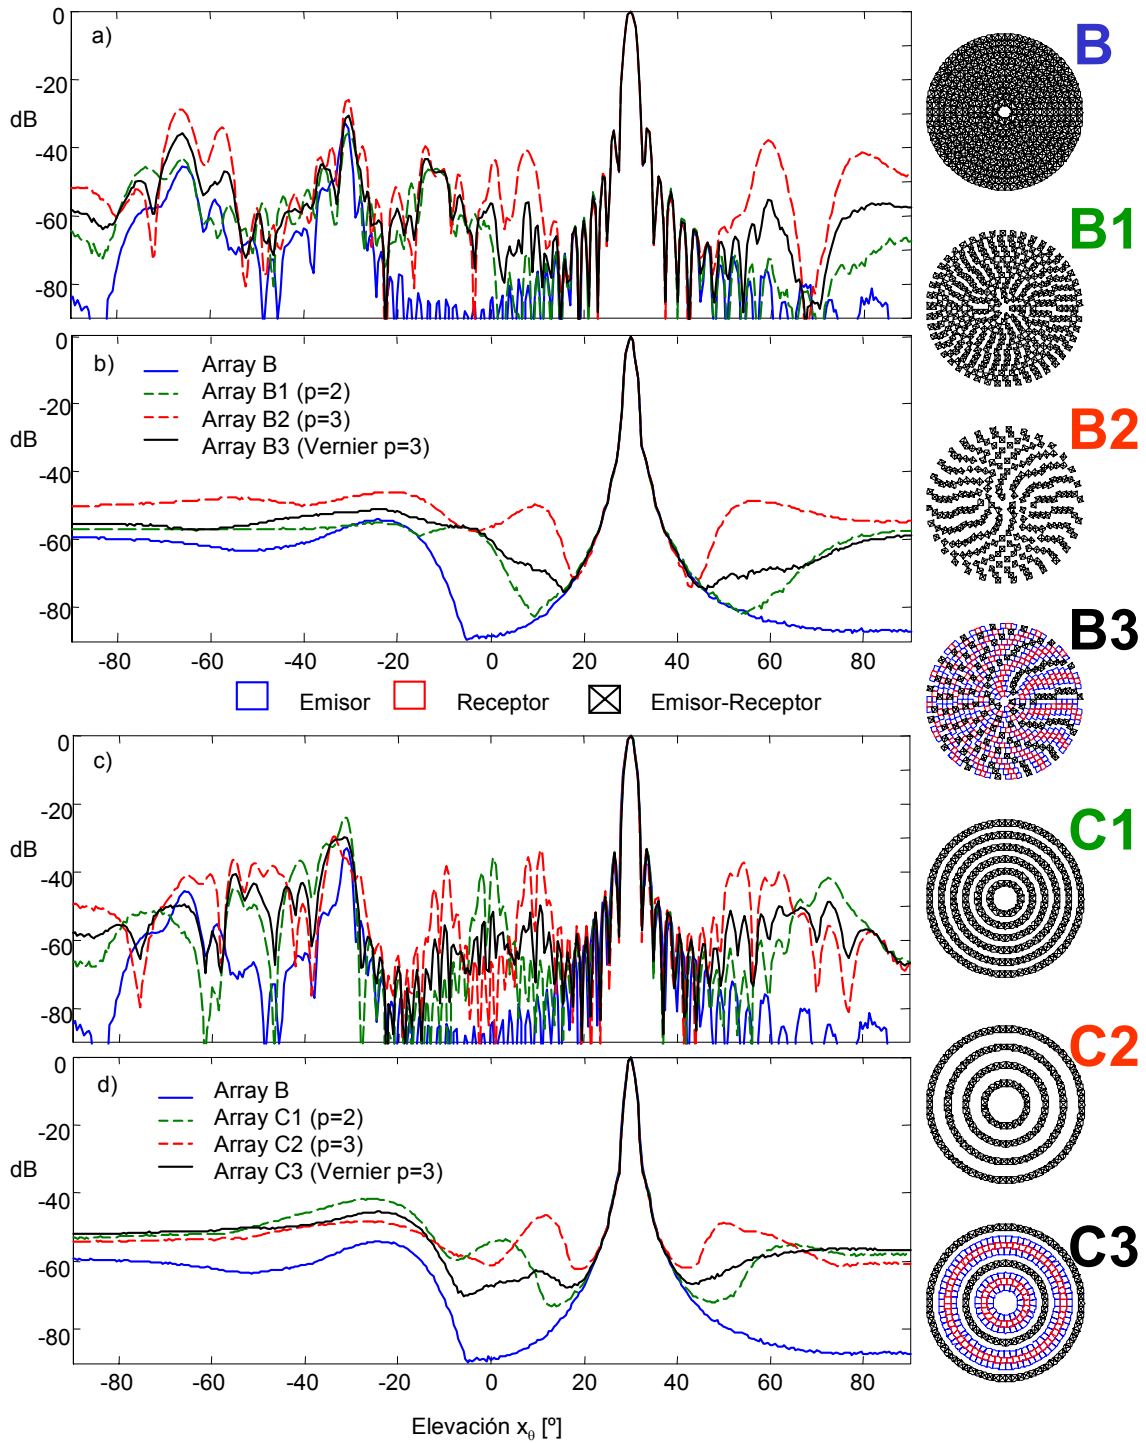 a)
0
-20
dB
-40
-60
-80
b)
0
-20
dB
-40
-60
-80
Array B
Array B1 (p=2)
Array B2 (p=3)
Array B3 (Vernier p=3)
-80 -60 -40 -20 0 20 40 60 80
Emisor Receptor Emisor-Receptor
c)
0
-20
dB
-40
-60
-80
d)
0
-20
dB
-40
-60
-80
Array B
Array C1 (p=2)
Array C2 (p=3)
Array C3 (Vernier p=3)
-80 -60 -40 -20 0 20 40 60 80
Elevación xθ [º]
B
B1
B2
B3
C1
C2
C3